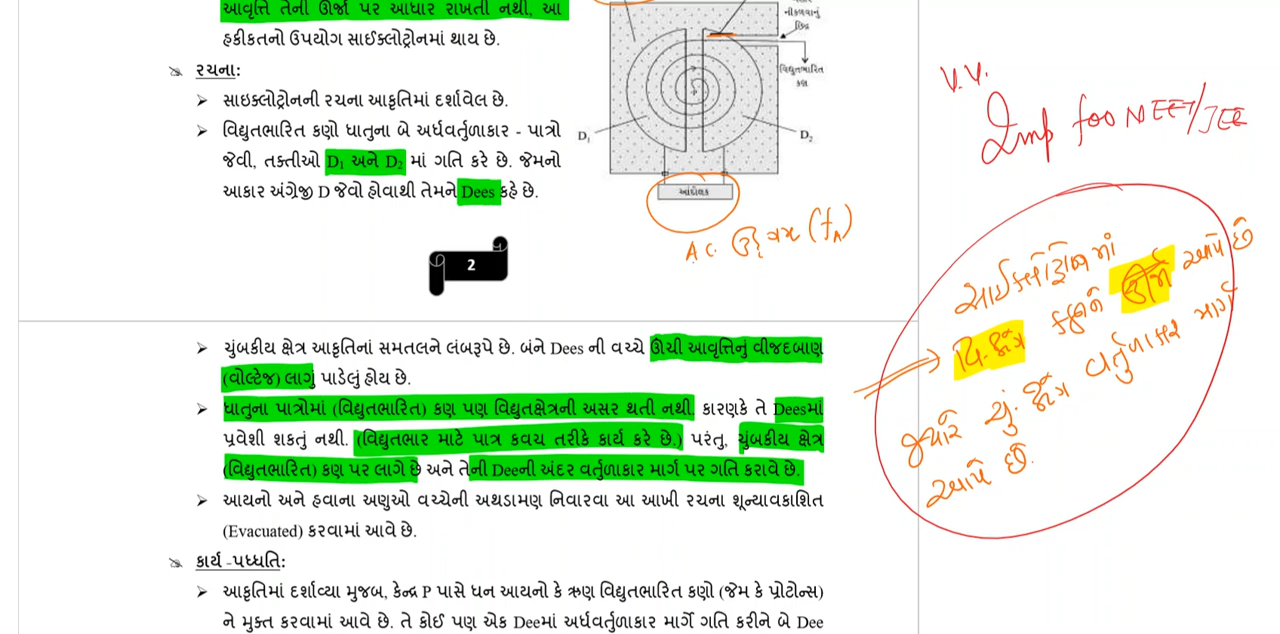 આવૃત્તિ તેની ઊર્જા પર આધાર રાખતી નથી, આ
હકીકતનો ઉપયોગ સાઈક્લોટ્રોનમાં થાય છે.
રચના:
સાઇક્લોટ્રોનની રચના આકૃતિમાં દર્શાવેલ છે.
વિદ્યુતભારિત કણો ધાતુના બે અર્ધવર્તુળાકાર - પાત્રો
જેવી, તક્તીઓ D₁ અને D₂ માં ગતિ કરે છે. જેમનો
આકાર અંગ્રેજી D જેવો હોવાથી તેમને Dees કહે છે.
નીકળવાનું
છિદ્ર
વિદ્યુતભારિત
કણ
D₁
D₂
આંદોલક
A.C. ઉદ્દગમ (fA)
V.V.
Imp for NEET/JEE
2
સાઈક્લોટ્રોનમાં
વિ.ક્ષેત્ર કણને ઊર્જા આપે છે
જ્યારે ચું.ક્ષેત્ર વર્તુળાકાર માર્ગ
આપે છે.
ચુંબકીય ક્ષેત્ર આકૃતિનાં સમતલને લંબરૂપે છે. બંને Dees ની વચ્ચે ઊચી આવૃત્તિનું વીજદબાણ
(વોલ્ટેજ) લાગું પાડેલું હોય છે.
ધાતુના પાત્રોમાં (વિદ્યુતભારિત) કણ પણ વિદ્યુતક્ષેત્રની અસર થતી નથી. કારણકે તે Deesમાં
પ્રવેશી શકતું નથી. (વિદ્યુતભાર માટે પાત્ર કવચ તરીકે કાર્ય કરે છે.) પરંતુ, ચુંબકીય ક્ષેત્ર
(વિદ્યુતભારિત) કણ પર લાગે છે અને તેની Deeની અંદર વર્તુળાકાર માર્ગ પર ગતિ કરાવે છે.
આયનો અને હવાના અણુઓ વચ્ચેની અથડામણ નિવારવા આ આખી રચના શૂન્યાવકાશિત
(Evacuated) કરવામાં આવે છે.
કાર્ય -પધ્ધતિ:
આકૃતિમાં દર્શાવ્યા મુજબ, કેન્દ્ર P પાસે ધન આયનો કે ઋણ વિદ્યુતભારિત કણો (જેમ કે પ્રોટોન્સ)
ને મુક્ત કરવામાં આવે છે. તે કોઈ પણ એક Deeમાં અર્ધવર્તુળાકાર માર્ગે ગતિ કરીને બે Dee